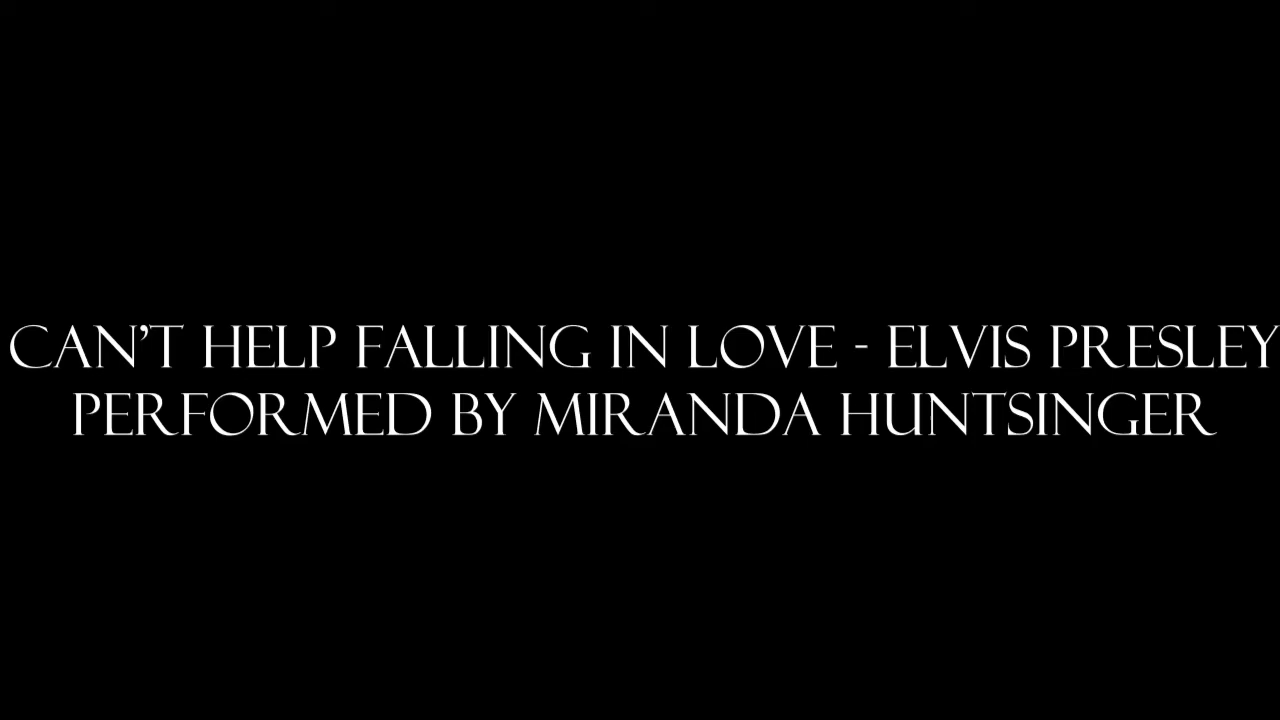 CAN'T HELP FALLING IN LOVE - ELVIS PRESLEY
PERFORMED BY MIRANDA HUNTSINGER